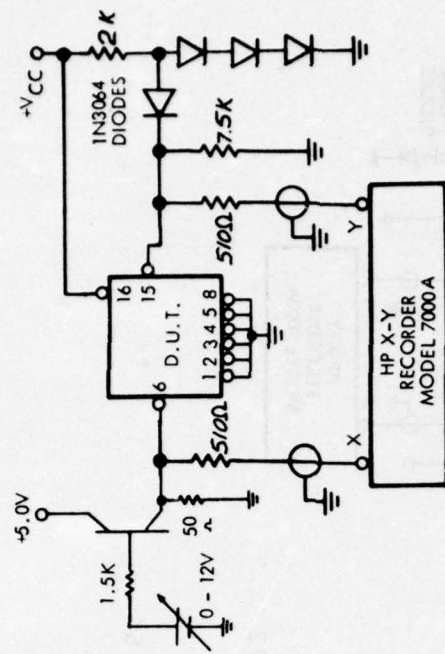 +V CC
2K
1N3064
DIODES
7.5K
510Ω
Y
16
15
D.U.T.
1 2 3 4 5 8
6
510Ω
X
HP X-Y
RECORDER
MODEL 7000A
+5.0V
50
Ω
1.5K
0 - 12V